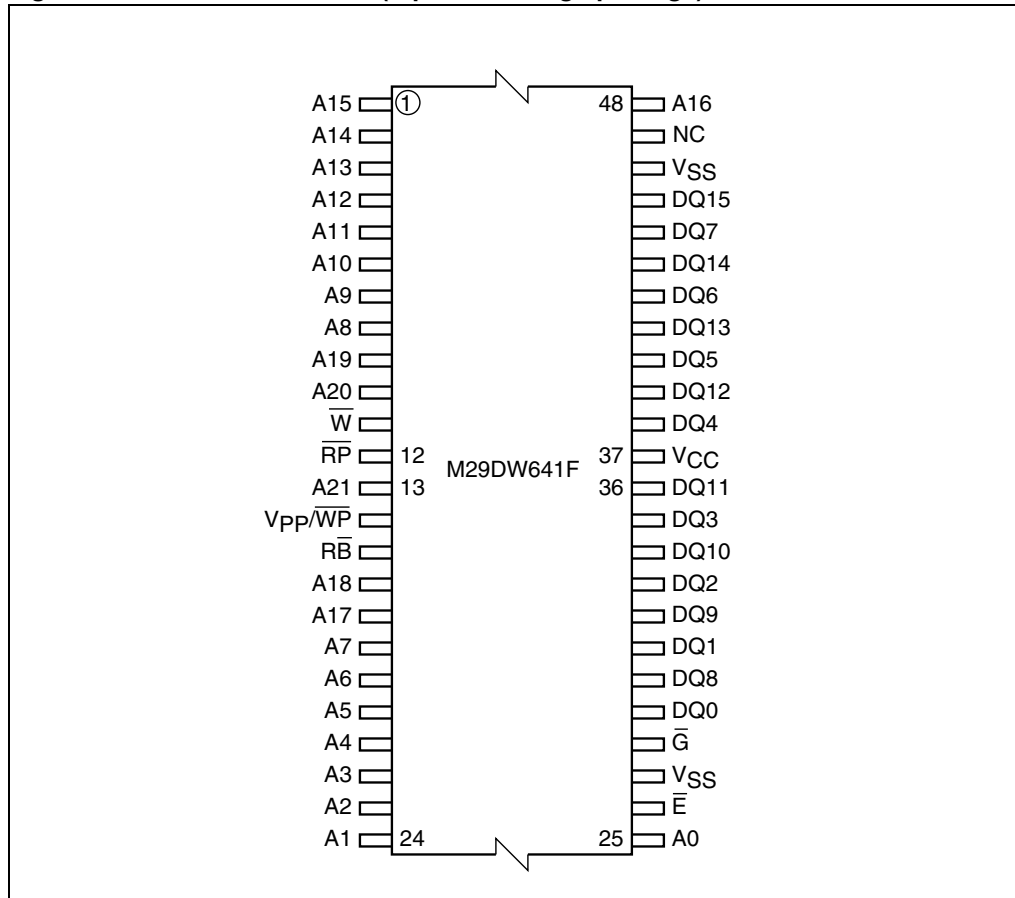 A15 1 48 A16
A14 NC
A13 VSS
A12 DQ15
A11 DQ7
A10 DQ14
A9 DQ6
A8 DQ13
A19 DQ5
A20 DQ12
W̅ DQ4
R̅P̅ 12 37 VCC
M29DW641F
A21 13 36 DQ11
VPP/W̅P̅ DQ3
RB̅ DQ10
A18 DQ2
A17 DQ9
A7 DQ1
A6 DQ8
A5 DQ0
A4 G̅
A3 VSS
A2 E̅
A1 24 25 A0